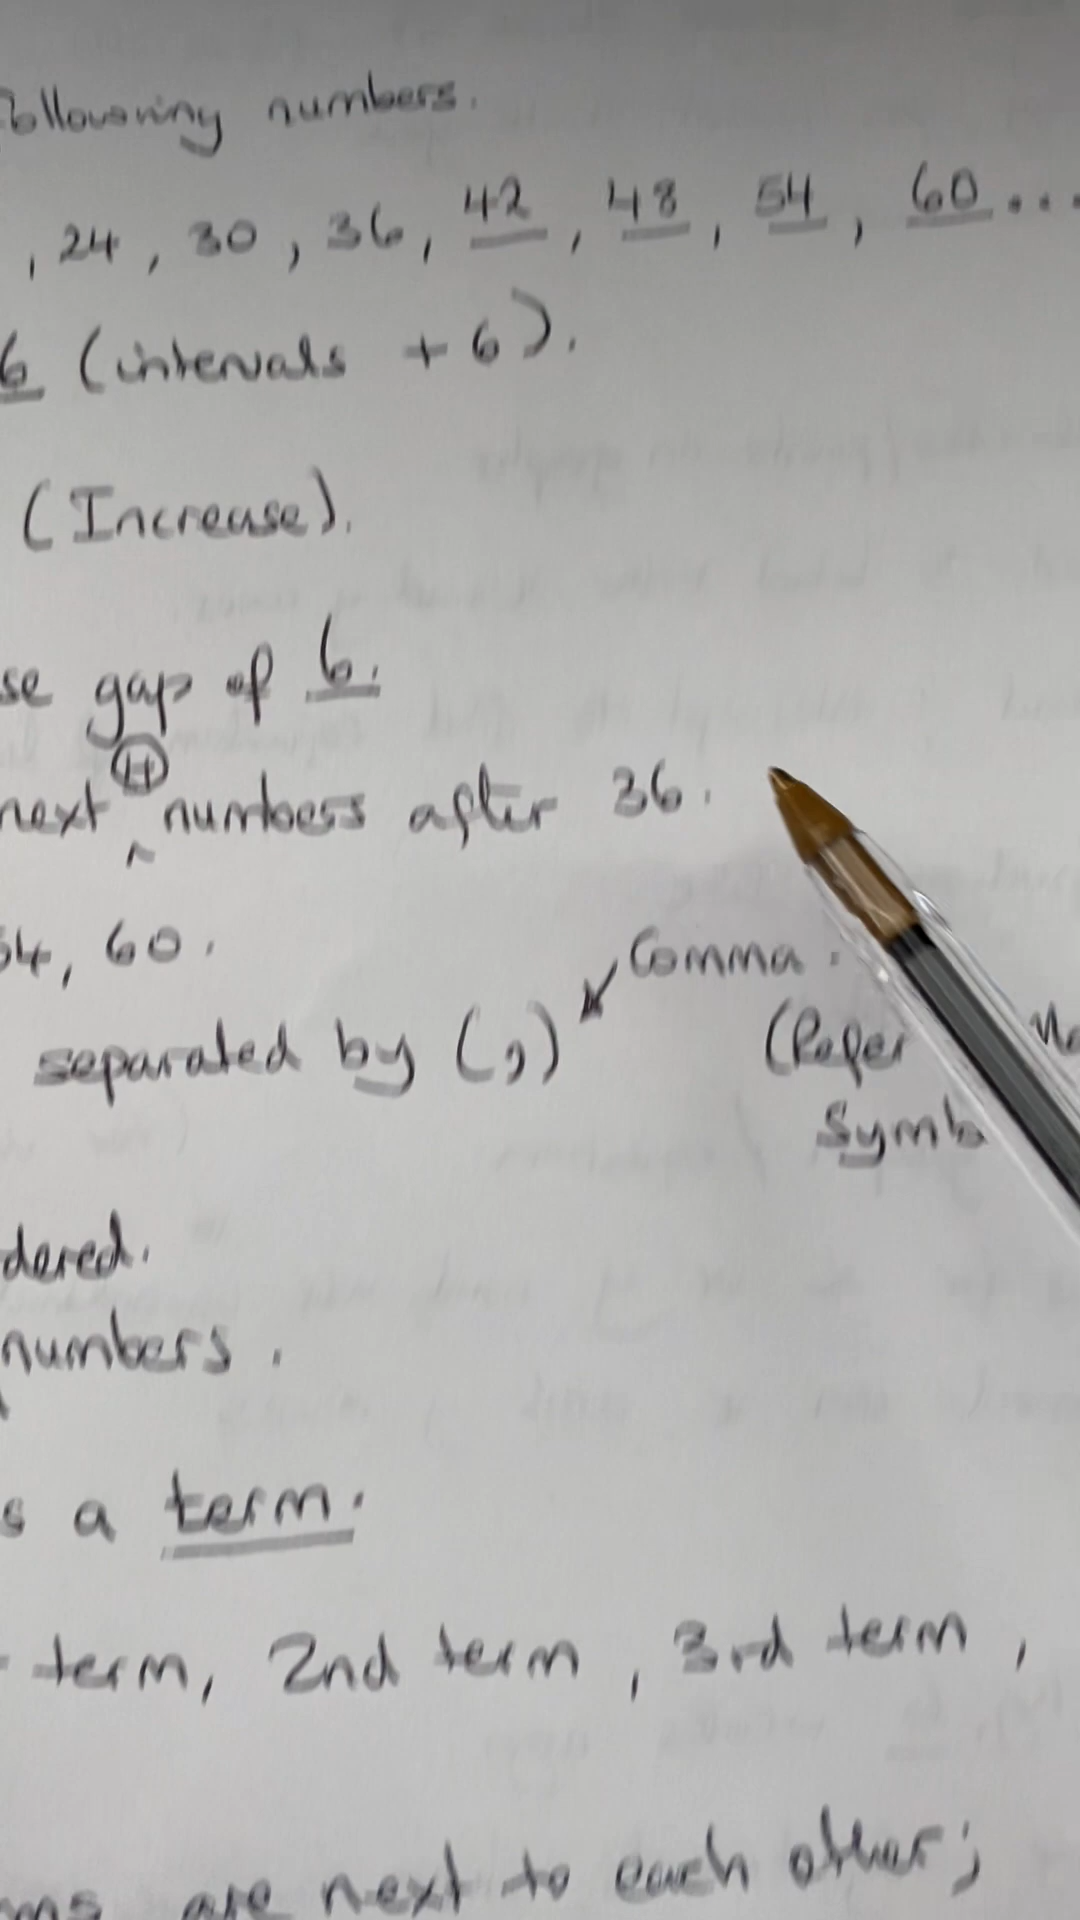 Following numbers.
, 24, 30, 36, 42, 48, 54, 60...
6 (intervals +6).
(Increase).
se gap of 6.
4
next numbers after 36.
54, 60.
Comma.
separated by (,)
(Refer
Symb
dered.
numbers.
s a term.
term, 2nd term, 3rd term,
ms are next to each other;